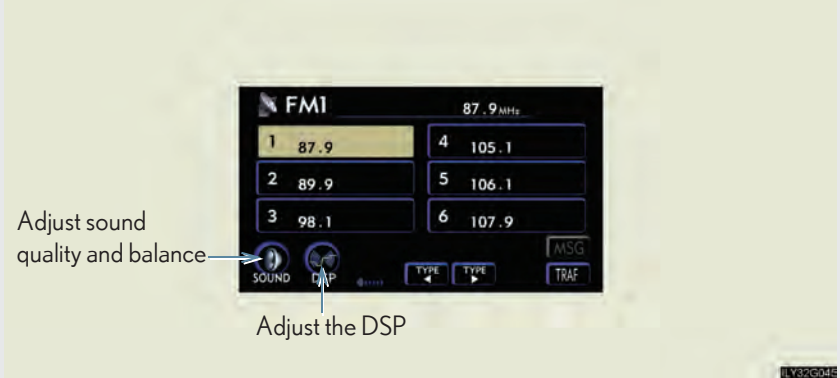 FM1
87.9 MHz
1 87.9
4 105.1
2 89.9
5 106.1
3 98.1
6 107.9
Adjust sound
quality and balance
MSG
SOUND
DSP
TYPE
TYPE
TRAF
Adjust the DSP
ILY32G04S